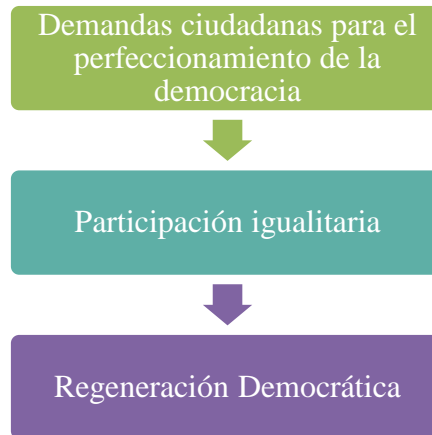 Demandas ciudadanas para el
perfeccionamiento de la
democracia
Participación igualitaria
Regeneración Democrática